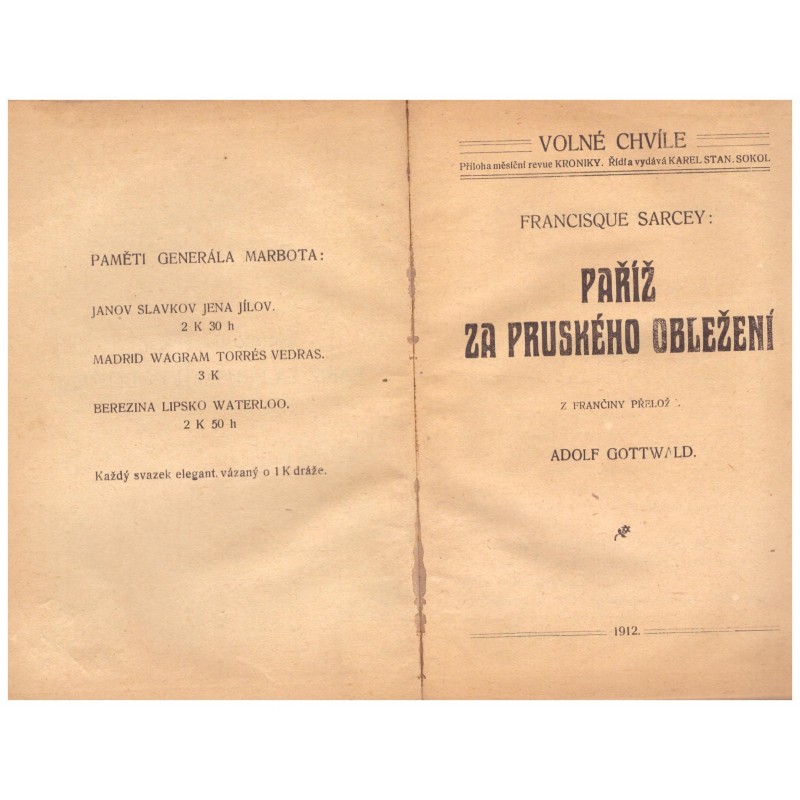 PAMĚTI GENERÁLA MARBOTA:
JANOV SLAVKOV JENA JÍLOV.
2 K 30 h
MADRID WAGRAM TORRÉS VEDRAS.
3 K
BEREZINA LIPSKO WATERLOO.
2 K 50 h
Každý svazek elegant. vázaný o 1 K dráže.
VOLNÉ CHVÍLE
Příloha měsíční revue KRONIKY. Řídí a vydává KAREL STAN. SOKOL
FRANCISQUE SARCEY:
PAŘÍŽ
ZA PRUSKÉHO OBLEŽENÍ
Z FRANČINY
ADOLF GOTTWALD.
1912.